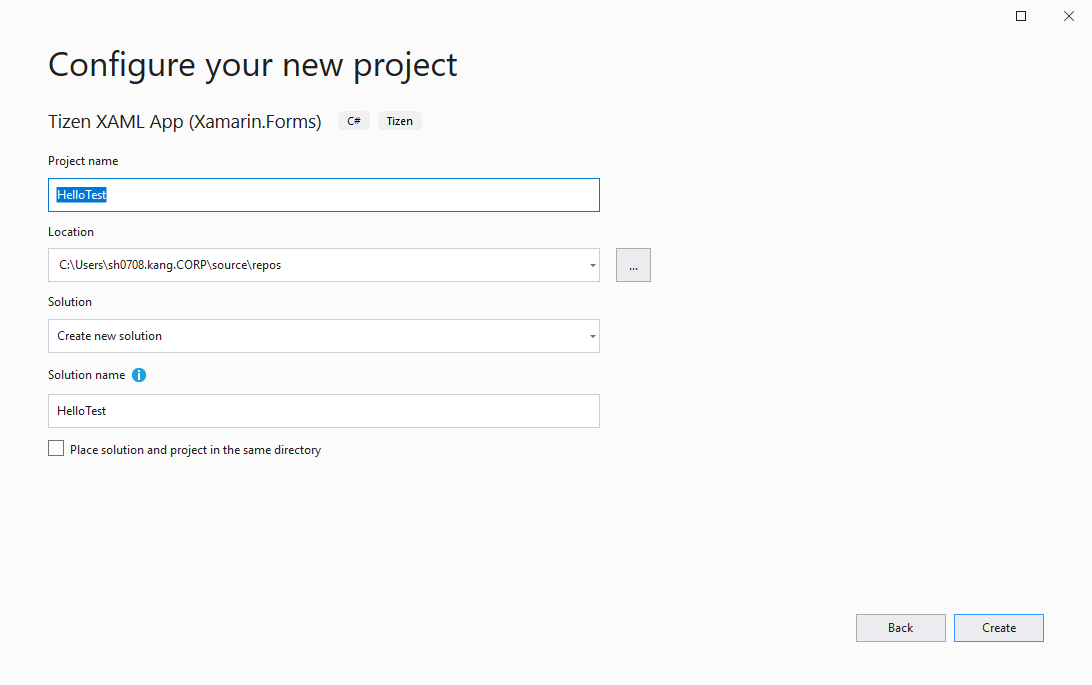 Configure your new project
Tizen XAML App (Xamarin.Forms) C# Tizen
Project name
HelloTest
Location
C:\Users\sh0708.kang.CORP\source\repos
...
Solution
Create new solution
Solution name
HelloTest
Place solution and project in the same directory
Back Create